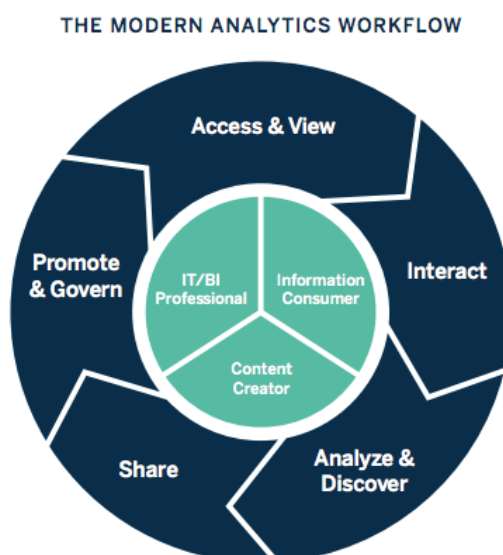 THE MODERN ANALYTICS WORKFLOW
Access & View
Interact
Analyze &
Discover
Share
Promote
& Govern
IT/BI
Professional
Information
Consumer
Content
Creator